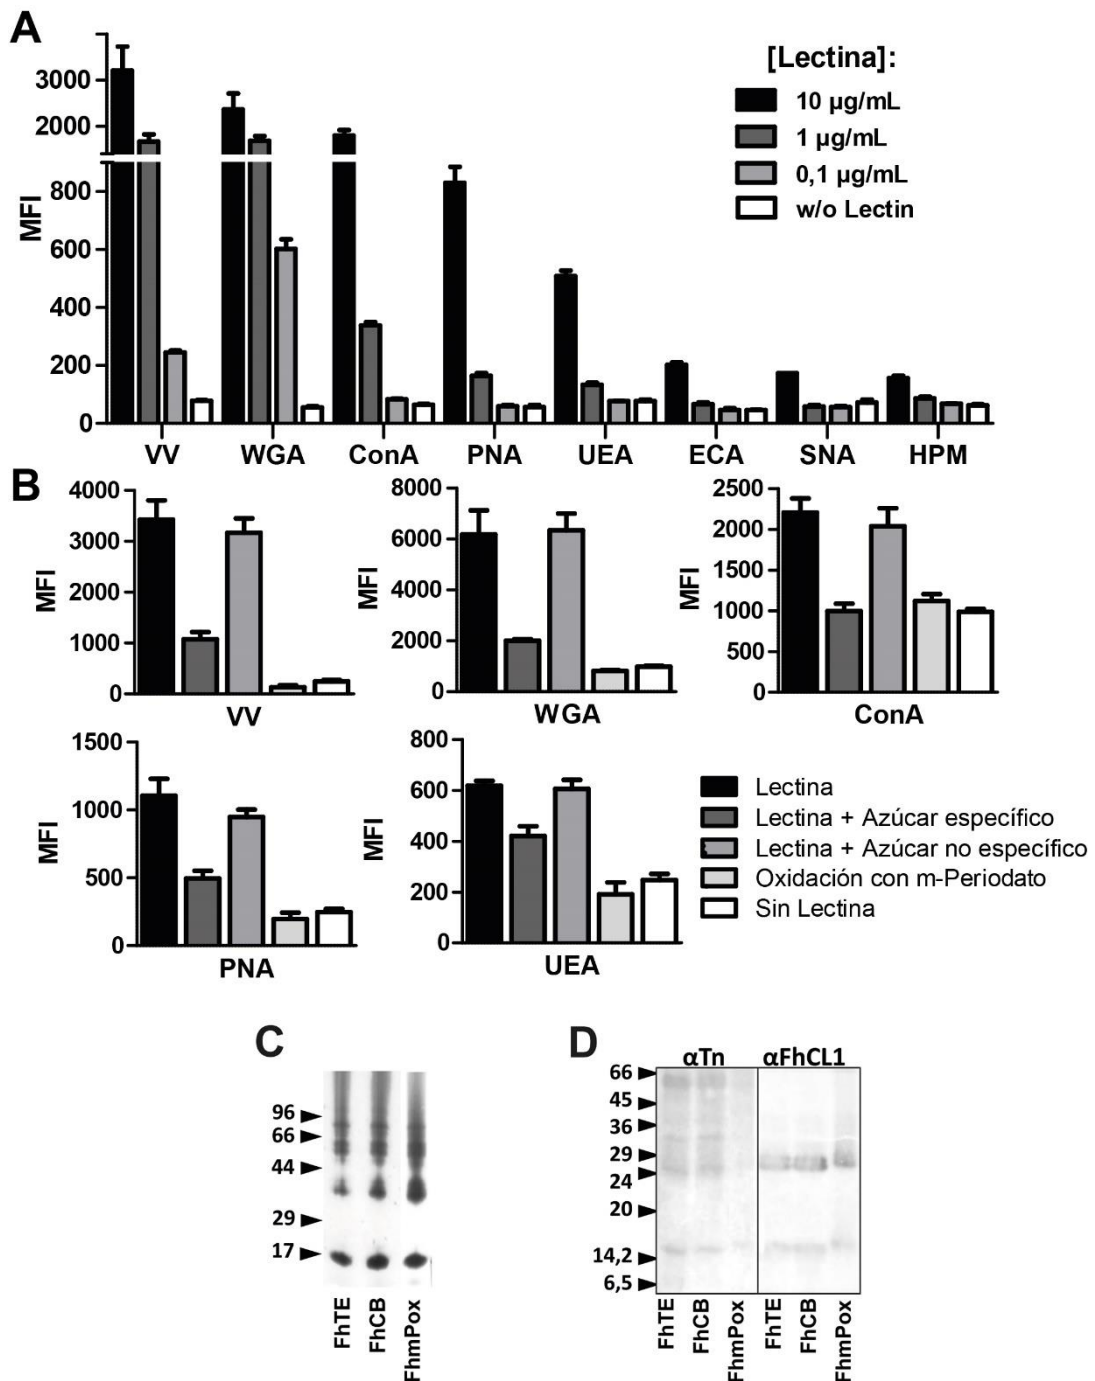 A
[Lectina]:
10 µg/mL
1 µg/mL
0,1 µg/mL
w/o Lectin
MFI
3000
2000
800
600
400
200
0
VV WGA ConA PNA UEA ECA SNA HPM
B
MFI
4000
3000
2000
1000
0
VV
MFI
8000
6000
4000
2000
0
WGA
MFI
2500
2000
1500
1000
500
0
ConA
MFI
1500
1000
500
0
PNA
MFI
800
600
400
200
0
UEA
Lectina
Lectina + Azúcar específico
Lectina + Azúcar no específico
Oxidación con m-Periodato
Sin Lectina
C
96
66
44
29
17
FhTE FhCB FhmPox
D
αTn αFhCL1
66
45
36
29
24
20
14,2
6,5
FhTE FhCB FhmPox FhTE FhCB FhmPox